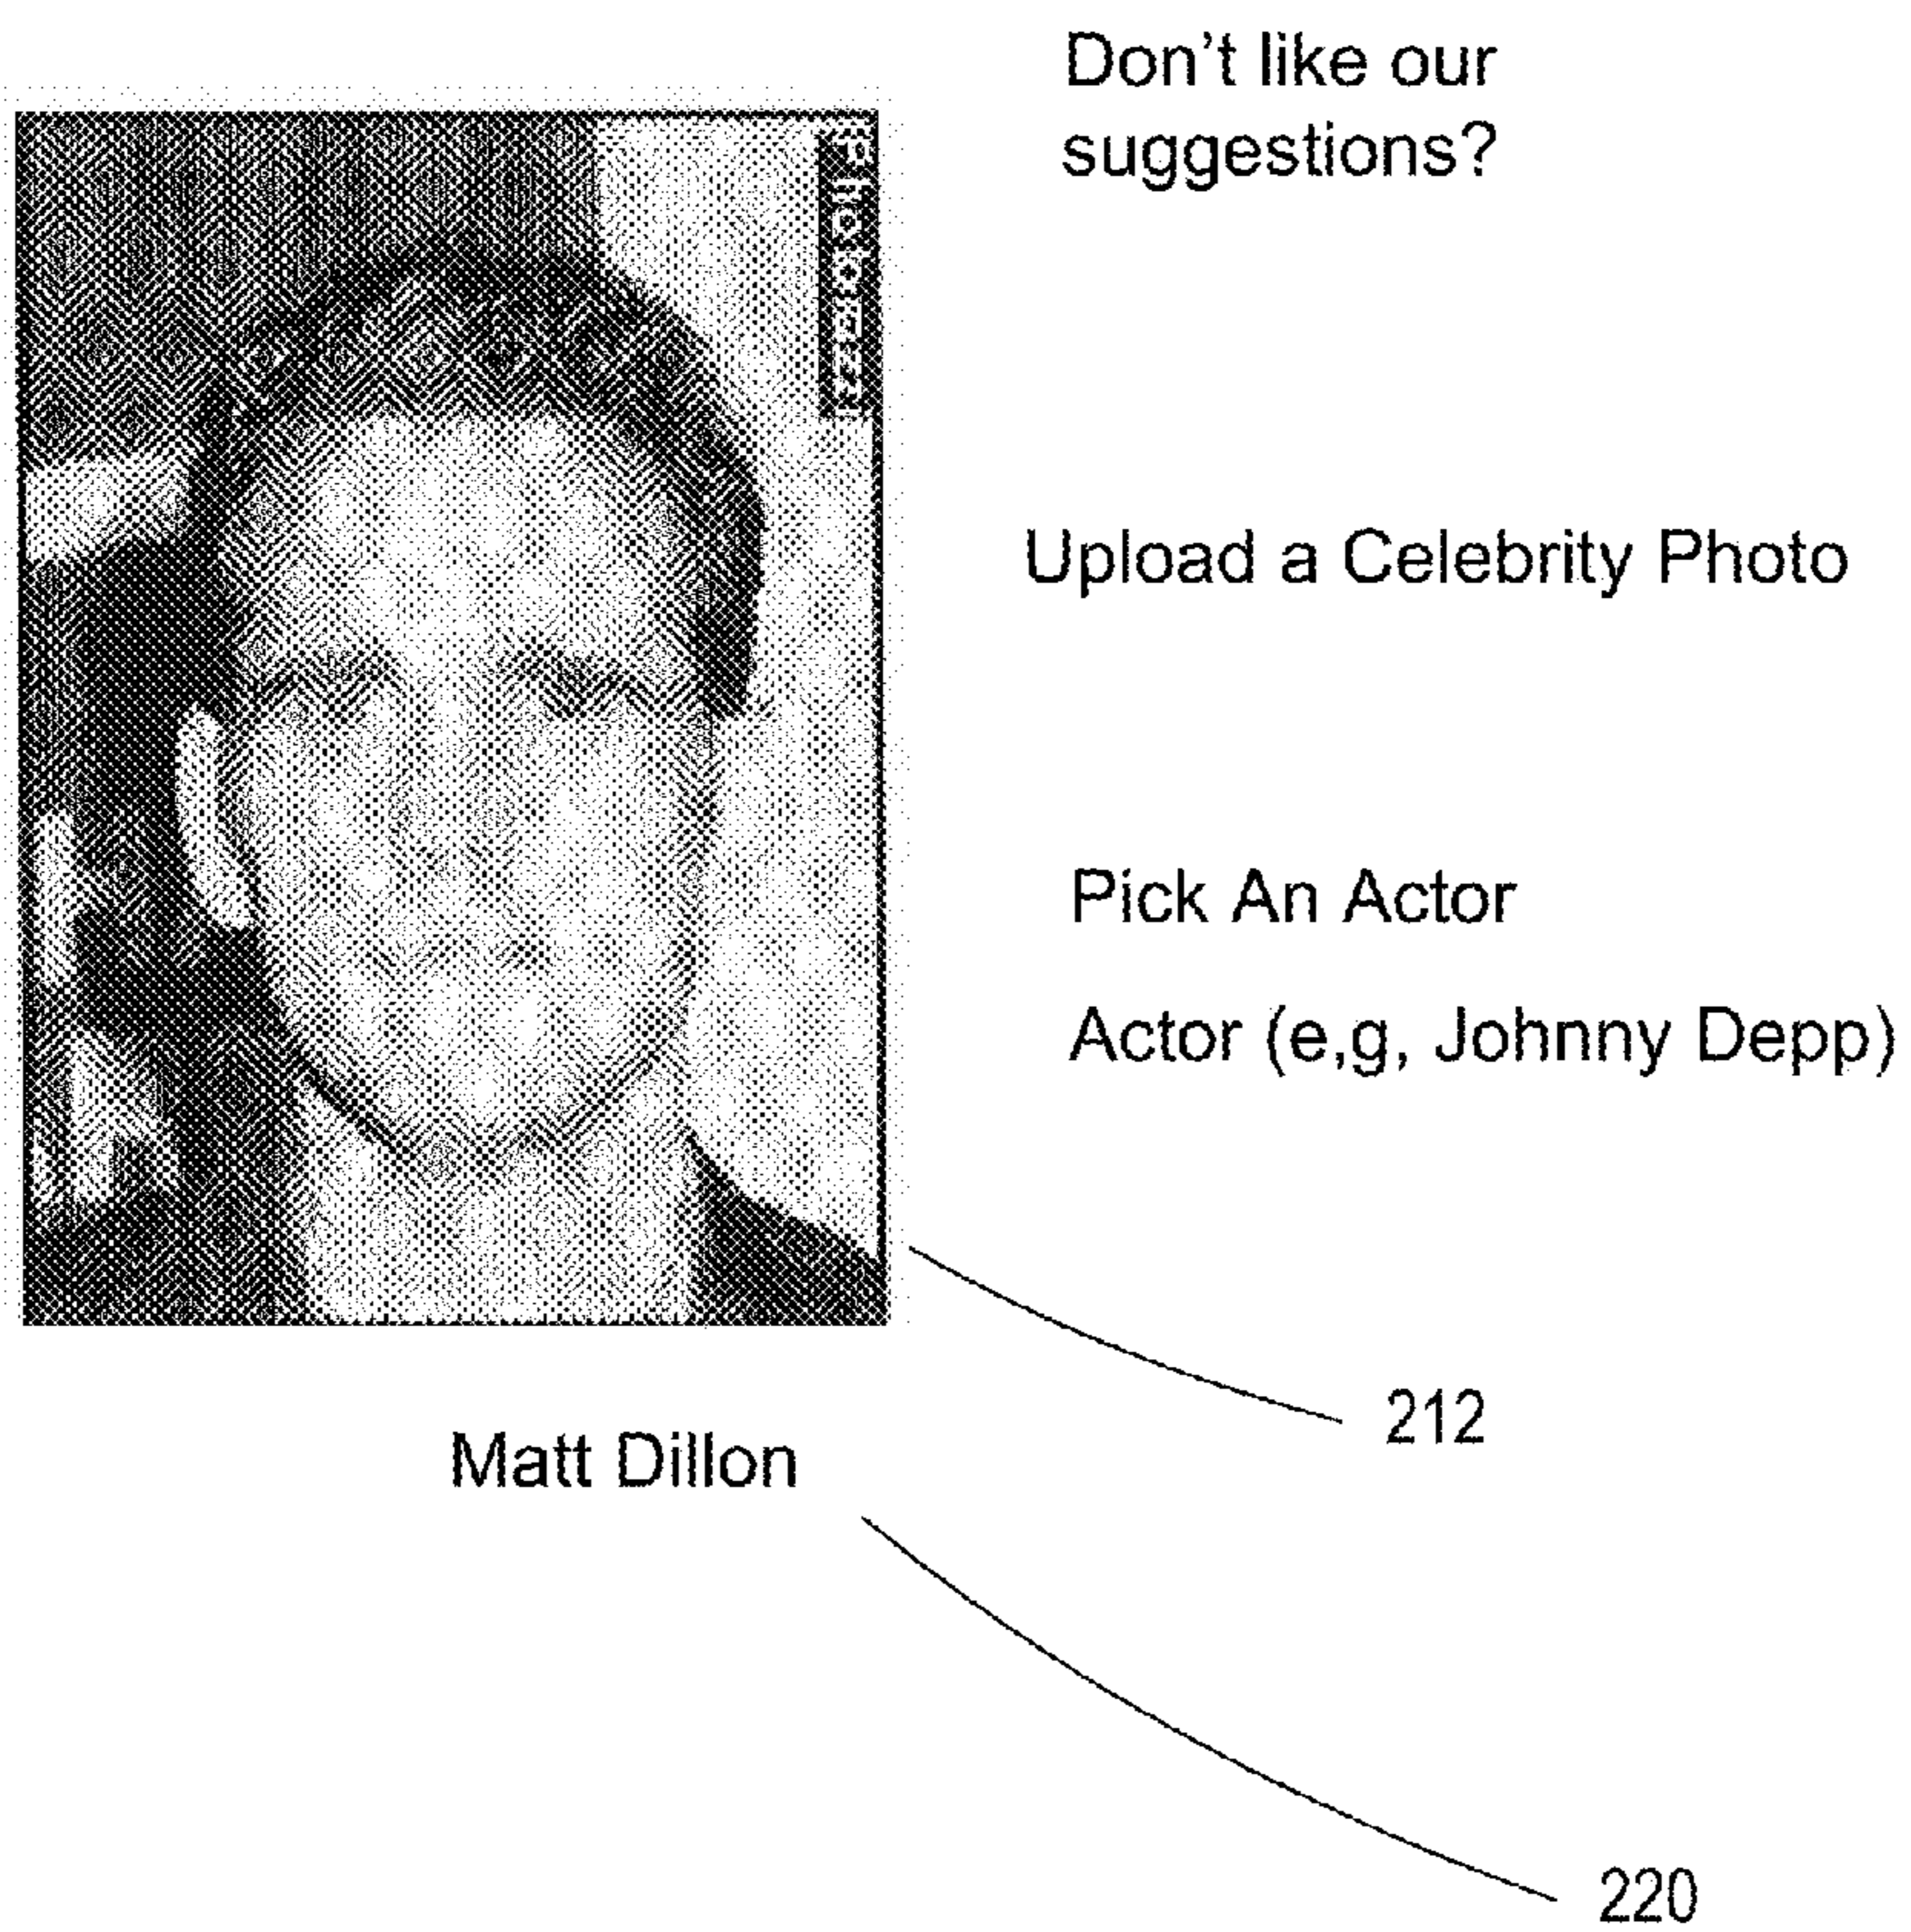 Don't like our
suggestions?
Upload a Celebrity Photo
Pick An Actor
Actor (e,g, Johnny Depp)
212
Matt Dillon
220